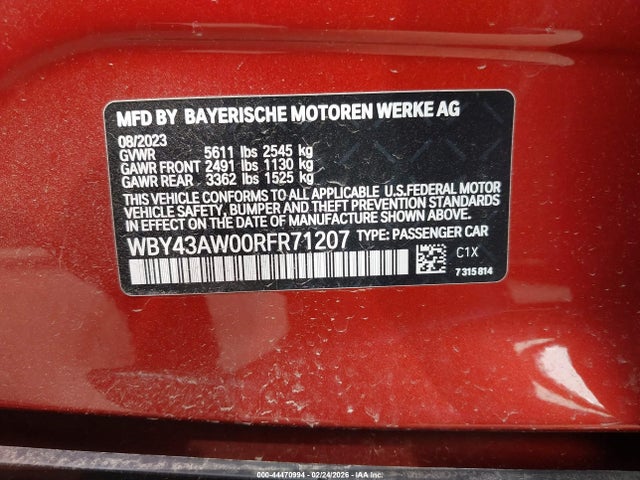 MFD BY BAYERISCHE MOTOREN WERKE AG
08/2023
GVWR 5611 lbs 2545 kg
GAWR FRONT 2491 lbs 1130 kg
GAWR REAR 3362 lbs 1525 kg
THIS VEHICLE CONFORMS TO ALL APPLICABLE U.S.FEDERAL MOTOR
VEHICLE SAFETY, BUMPER AND THEFT PREVENTION STANDARDS
IN EFFECT ON THE DATE OF MANUFACTURE SHOWN ABOVE.
WBY43AW00RFR71207 TYPE: PASSENGER CAR
C1X
7315814
000-44470994 - 02/24/2026 - IAA Inc.